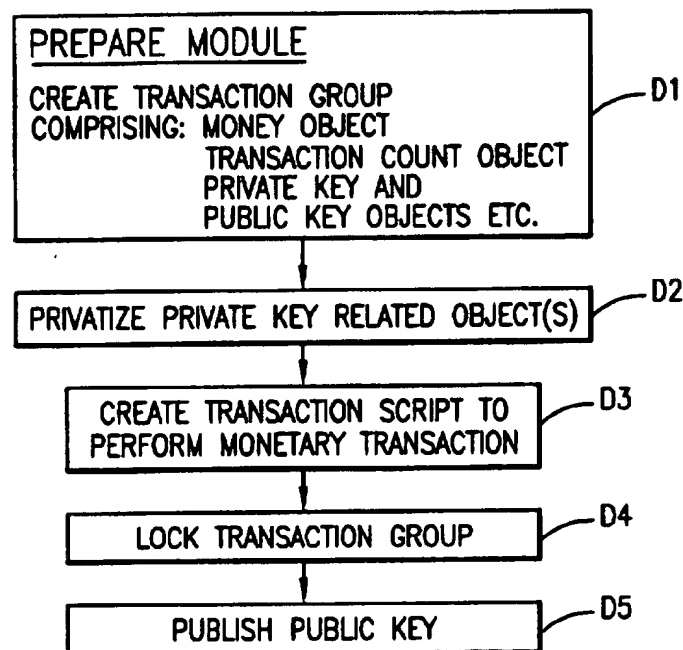 PREPARE MODULE
CREATE TRANSACTION GROUP
COMPRISING: MONEY OBJECT
TRANSACTION COUNT OBJECT
PRIVATE KEY AND
PUBLIC KEY OBJECTS ETC.
D1
PRIVATIZE PRIVATE KEY RELATED OBJECT(S)
D2
CREATE TRANSACTION SCRIPT TO
PERFORM MONETARY TRANSACTION
D3
LOCK TRANSACTION GROUP
D4
PUBLISH PUBLIC KEY
D5